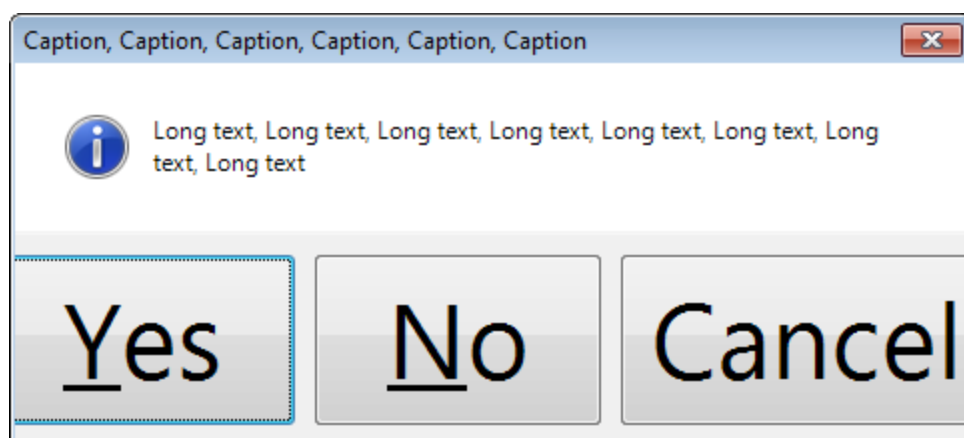 Caption, Caption, Caption, Caption, Caption, Caption
Long text, Long text, Long text, Long text, Long text, Long text, Long
text, Long text
Yes No Cancel